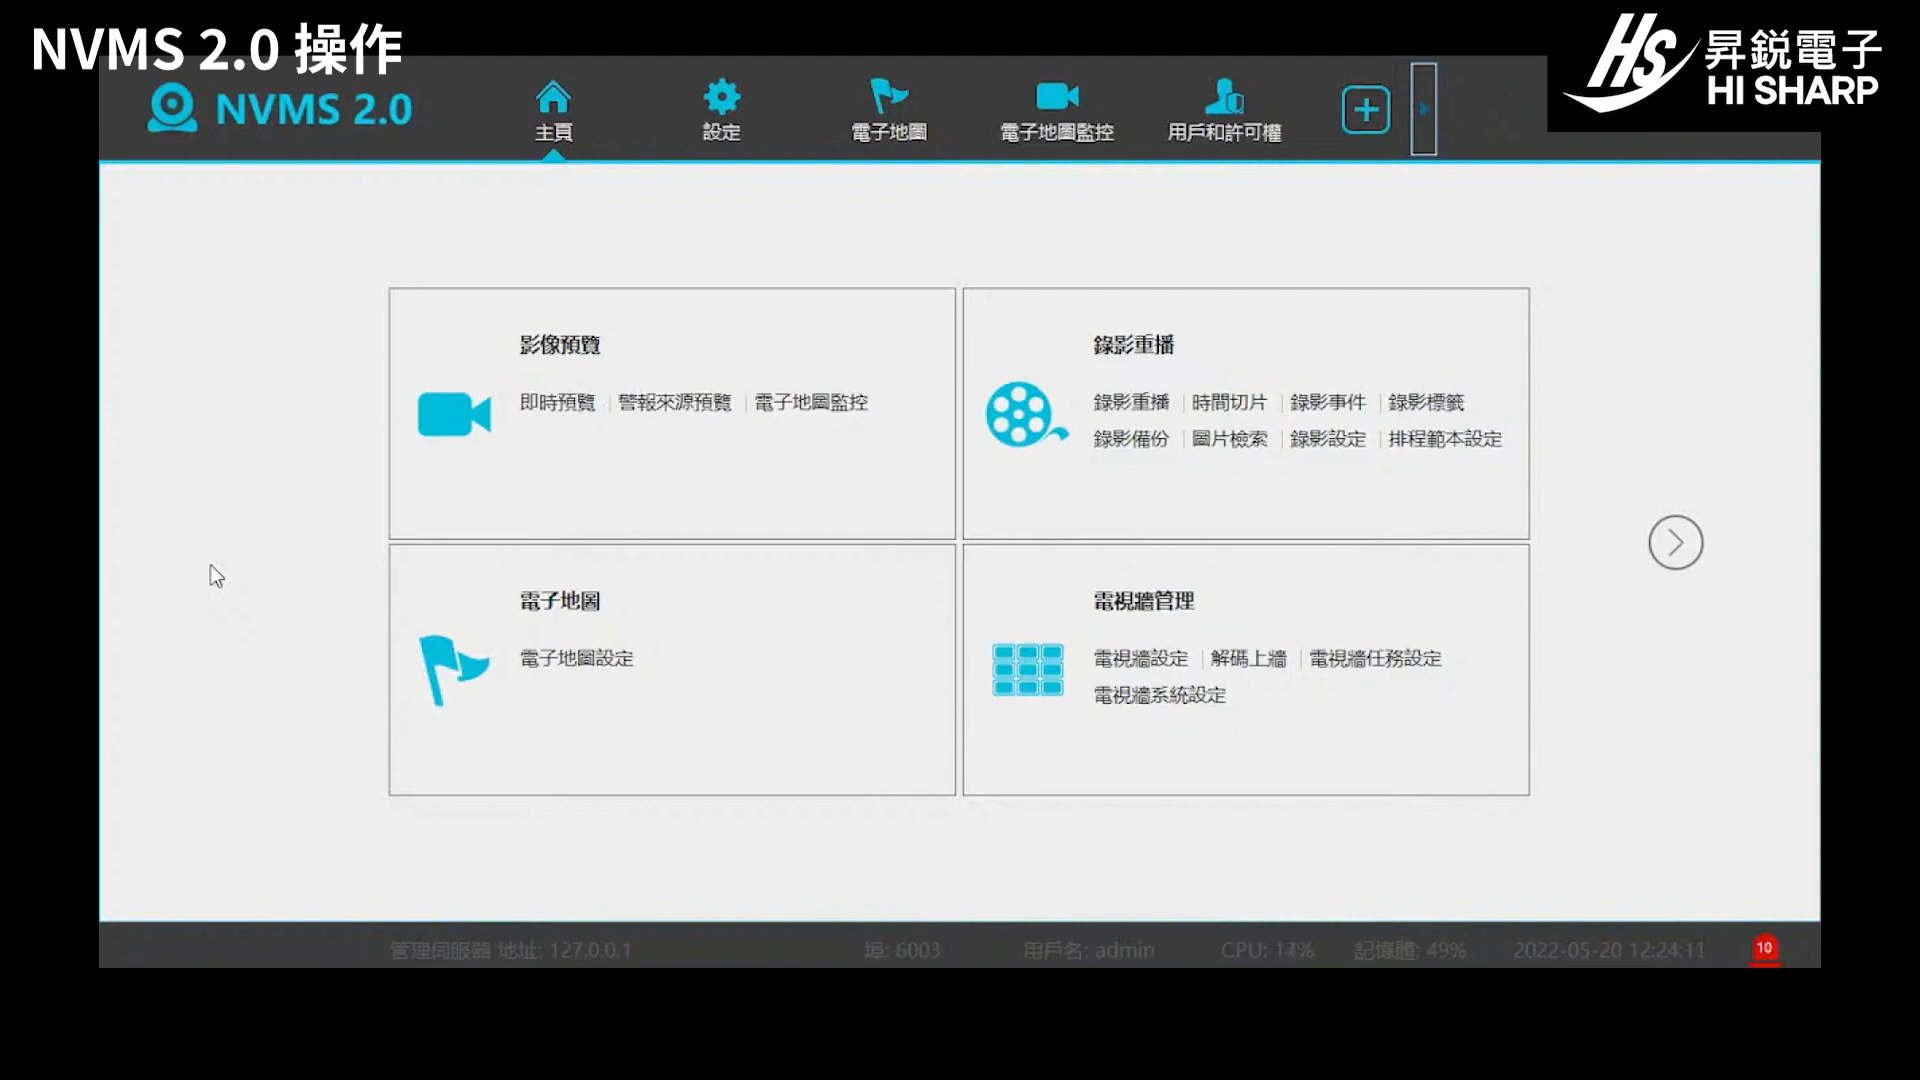 NVMS 2.0 操作
昇銳電子
HI SHARP
NVMS 2.0
主頁
設定
電子地圖
電子地圖監控
用戶和許可權
影像預覽
即時預覽 | 警報來源預覽 | 電子地圖監控
錄影重播
錄影重播 | 時間切片 | 錄影事件 | 錄影標籤
錄影備份 | 圖片檢索 | 錄影設定 | 排程範本設定
電子地圖
電子地圖設定
電視牆管理
電視牆設定 | 解碼上牆 | 電視牆任務設定
電視牆系統設定
管理伺服器 地址: 127.0.0.1
埠: 6003
用戶名: admin
CPU:
記憶體: 49%
2022-05-20 12:24:11
10